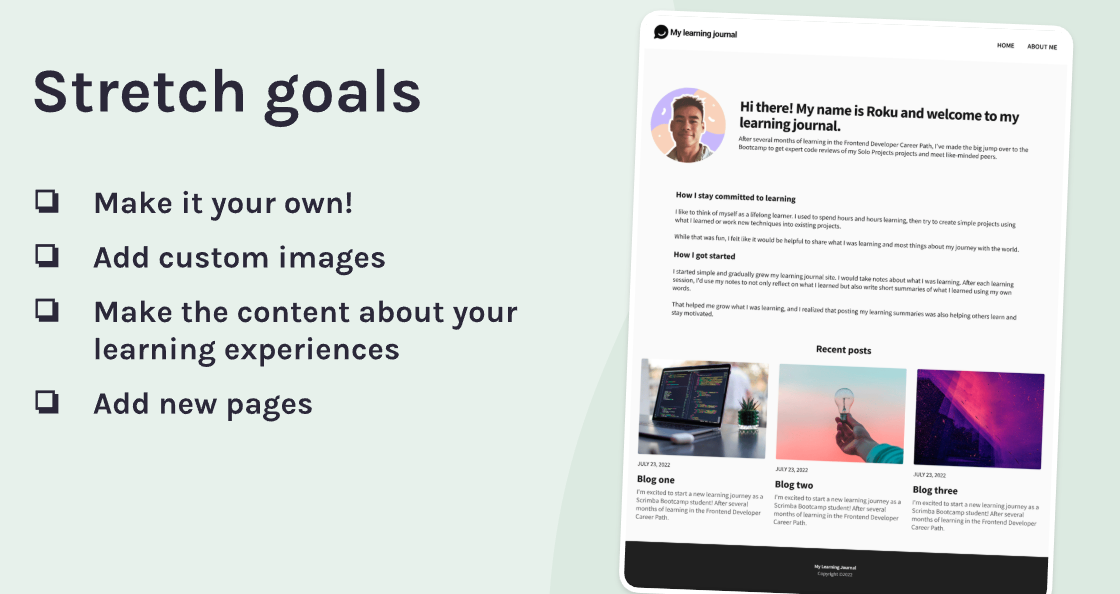 Stretch goals
Make it your own!
Add custom images
Make the content about your
learning experiences
Add new pages
My learning journal
HOME
ABOUT ME
Hi there! My name is Roku and welcome to my
learning journal.
After several months of learning in the Frontend Developer Career Path, I've made the big jump over to the
Bootcamp to get expert code reviews of my Solo Projects projects and meet like-minded peers.
How I stay committed to learning
I like to think of myself as a lifelong learner. I used to spend hours and hours learning, then try to create simple projects using
what I learned or work new techniques into existing projects.
While that was fun, I felt like it would be helpful to share what I was learning and most things about my journey with the world.
How I got started
I started simple and gradually grew my learning journal site. I would take notes about what I was learning. After each learning
session, I'd use my notes to not only reflect on what I learned but also write short summaries of what I learned using my own
words.
That helped me grow what I was learning, and I realized that posting my learning summaries was also helping others learn and
stay motivated.
Recent posts
JULY 23, 2022
Blog one
I'm excited to start a new learning journey as a
Scrimba Bootcamp student! After several
months of learning in the Frontend Developer
Career Path.
JULY 23, 2022
Blog two
I'm excited to start a new learning journey as a
Scrimba Bootcamp student! After several
months of learning in the Frontend Developer
Career Path.
JULY 23, 2022
Blog three
I'm excited to start a new learning journey as a
Scrimba Bootcamp student! After several
months of learning in the Frontend Developer
Career Path.
My Learning Journal
Copyright ©2022